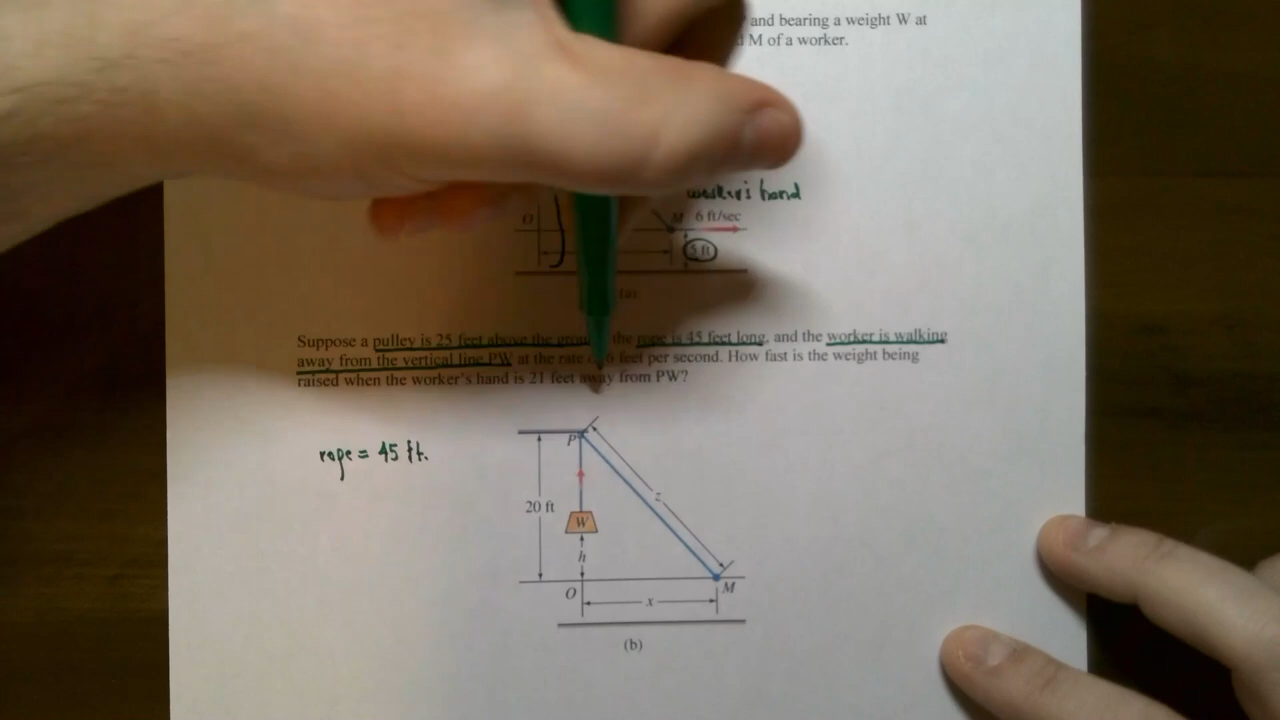 and bearing a weight W at
M of a worker.
worker's hand
O
M 6 ft/sec
5 ft
(a)
Suppose a pulley is 25 feet above the the rope is 45 feet long, and the worker is walking
away from the vertical line PW at the rate 6 feet per second. How fast is the weight being
raised when the worker's hand is 21 feet away from PW?
P
rope = 45 ft.
z
20 ft
W
h
O
M
x
(b)